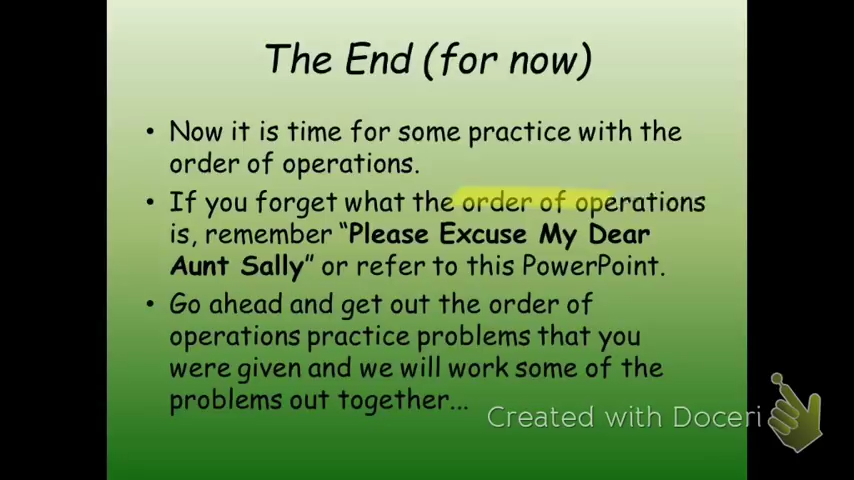 The End (for now)
• Now it is time for some practice with the
order of operations.
• If you forget what the order of operations
is, remember “Please Excuse My Dear
Aunt Sally” or refer to this PowerPoint.
• Go ahead and get out the order of
operations practice problems that you
were given and we will work some of the
problems out together...
Created with Doceri